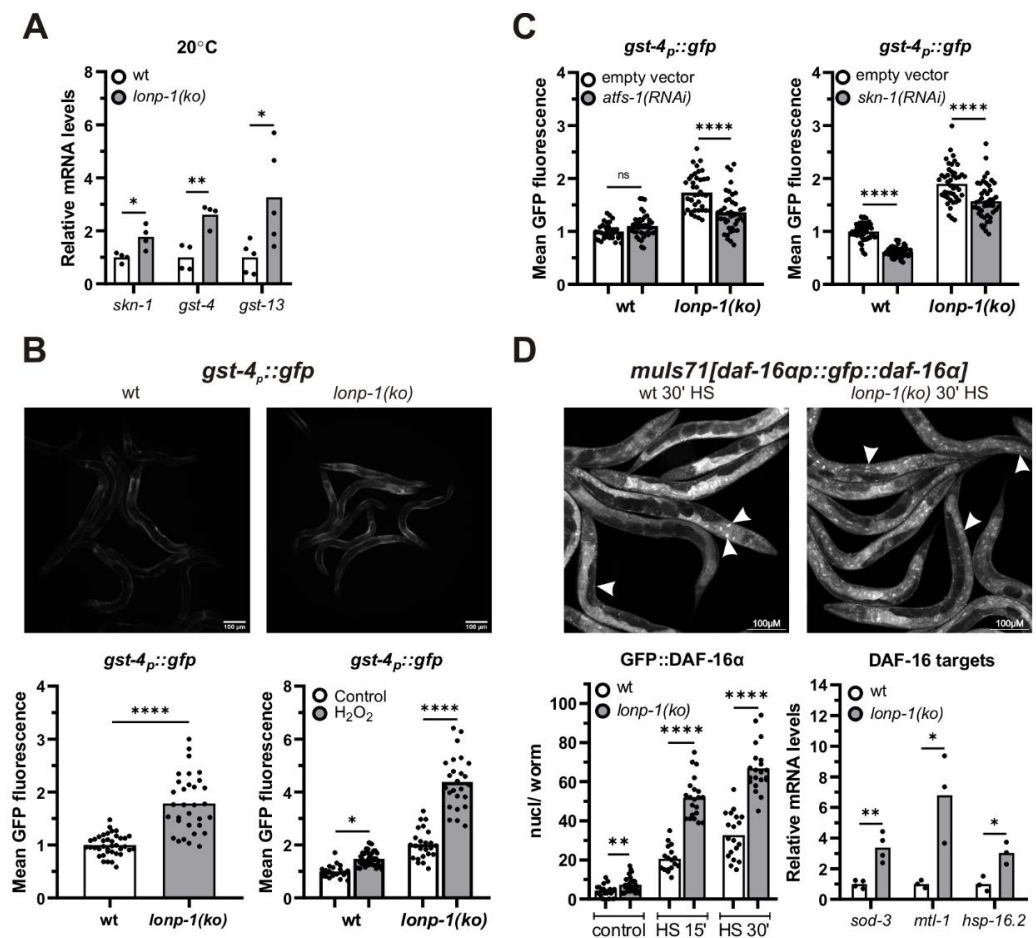 A
20°C
wt
lonp-1(ko)
Relative mRNA levels
8
6
4
2
0
*
**
*
skn-1 gst-4 gst-13
B
gst-4p::gfp
wt lonp-1(ko)
100 µm 100 µm
gst-4p::gfp
Mean GFP fluorescence
4
3
2
1
0
****
wt lonp-1(ko)
gst-4p::gfp
Control
H2O2
Mean GFP fluorescence
8
6
4
2
0
*
****
wt lonp-1(ko)
C
gst-4p::gfp
empty vector
atfs-1(RNAi)
Mean GFP fluorescence
4
3
2
1
0
ns
****
wt lonp-1(ko)
gst-4p::gfp
empty vector
skn-1(RNAi)
Mean GFP fluorescence
4
3
2
1
0
****
****
wt lonp-1(ko)
D
muIs71[daf-16αp::gfp::daf-16α]
wt 30' HS lonp-1(ko) 30' HS
100µM 100µM
GFP::DAF-16α
wt
lonp-1(ko)
nucl/ worm
100
80
60
40
20
0
**
****
****
control HS 15' HS 30'
DAF-16 targets
wt
lonp-1(ko)
Relative mRNA levels
14
12
10
8
6
4
2
0
**
*
*
sod-3 mtl-1 hsp-16.2